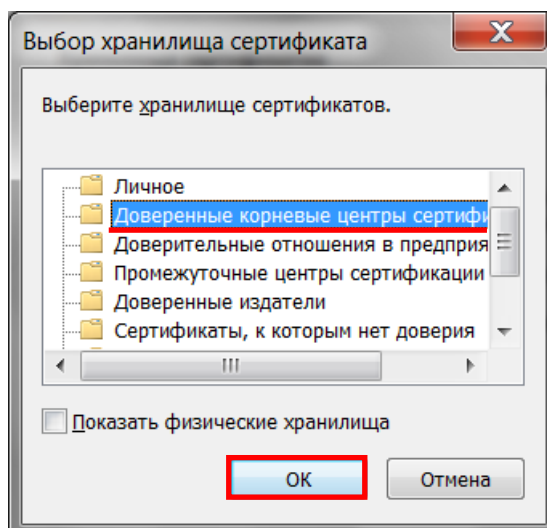 Выбор хранилища сертификата
Выберите хранилище сертификатов.
Личное
Доверенные корневые центры сертифи
Доверительные отношения в предприя
Промежуточные центры сертификации
Доверенные издатели
Сертификаты, к которым нет доверия
Показать физические хранилища
ОК
Отмена